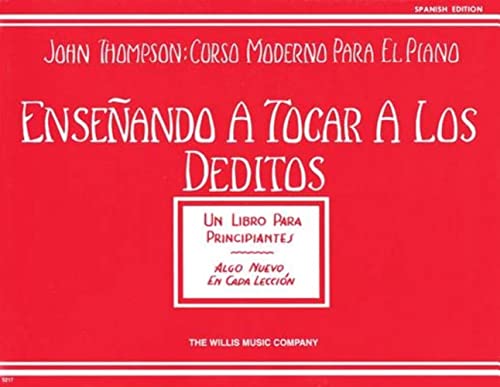 SPANISH EDITION
JOHN THOMPSON: CURSO MODERNO PARA EL PIANO
ENSEÑANDO A TOCAR A LOS
DEDITOS
UN LIBRO PARA
PRINCIPIANTES
ALGO NUEVO
EN CADA LECCIÓN
THE WILLIS MUSIC COMPANY
5217